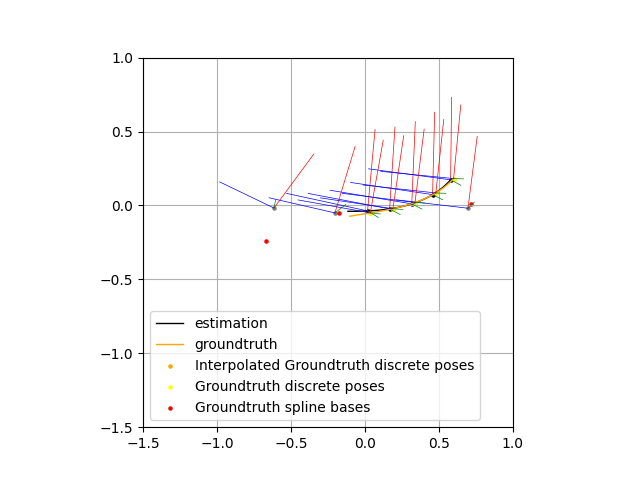 1.0
0.5
0.0
−0.5
−1.0
−1.5
estimation
groundtruth
Interpolated Groundtruth discrete poses
Groundtruth discrete poses
Groundtruth spline bases
−1.5 −1.0 −0.5 0.0 0.5 1.0